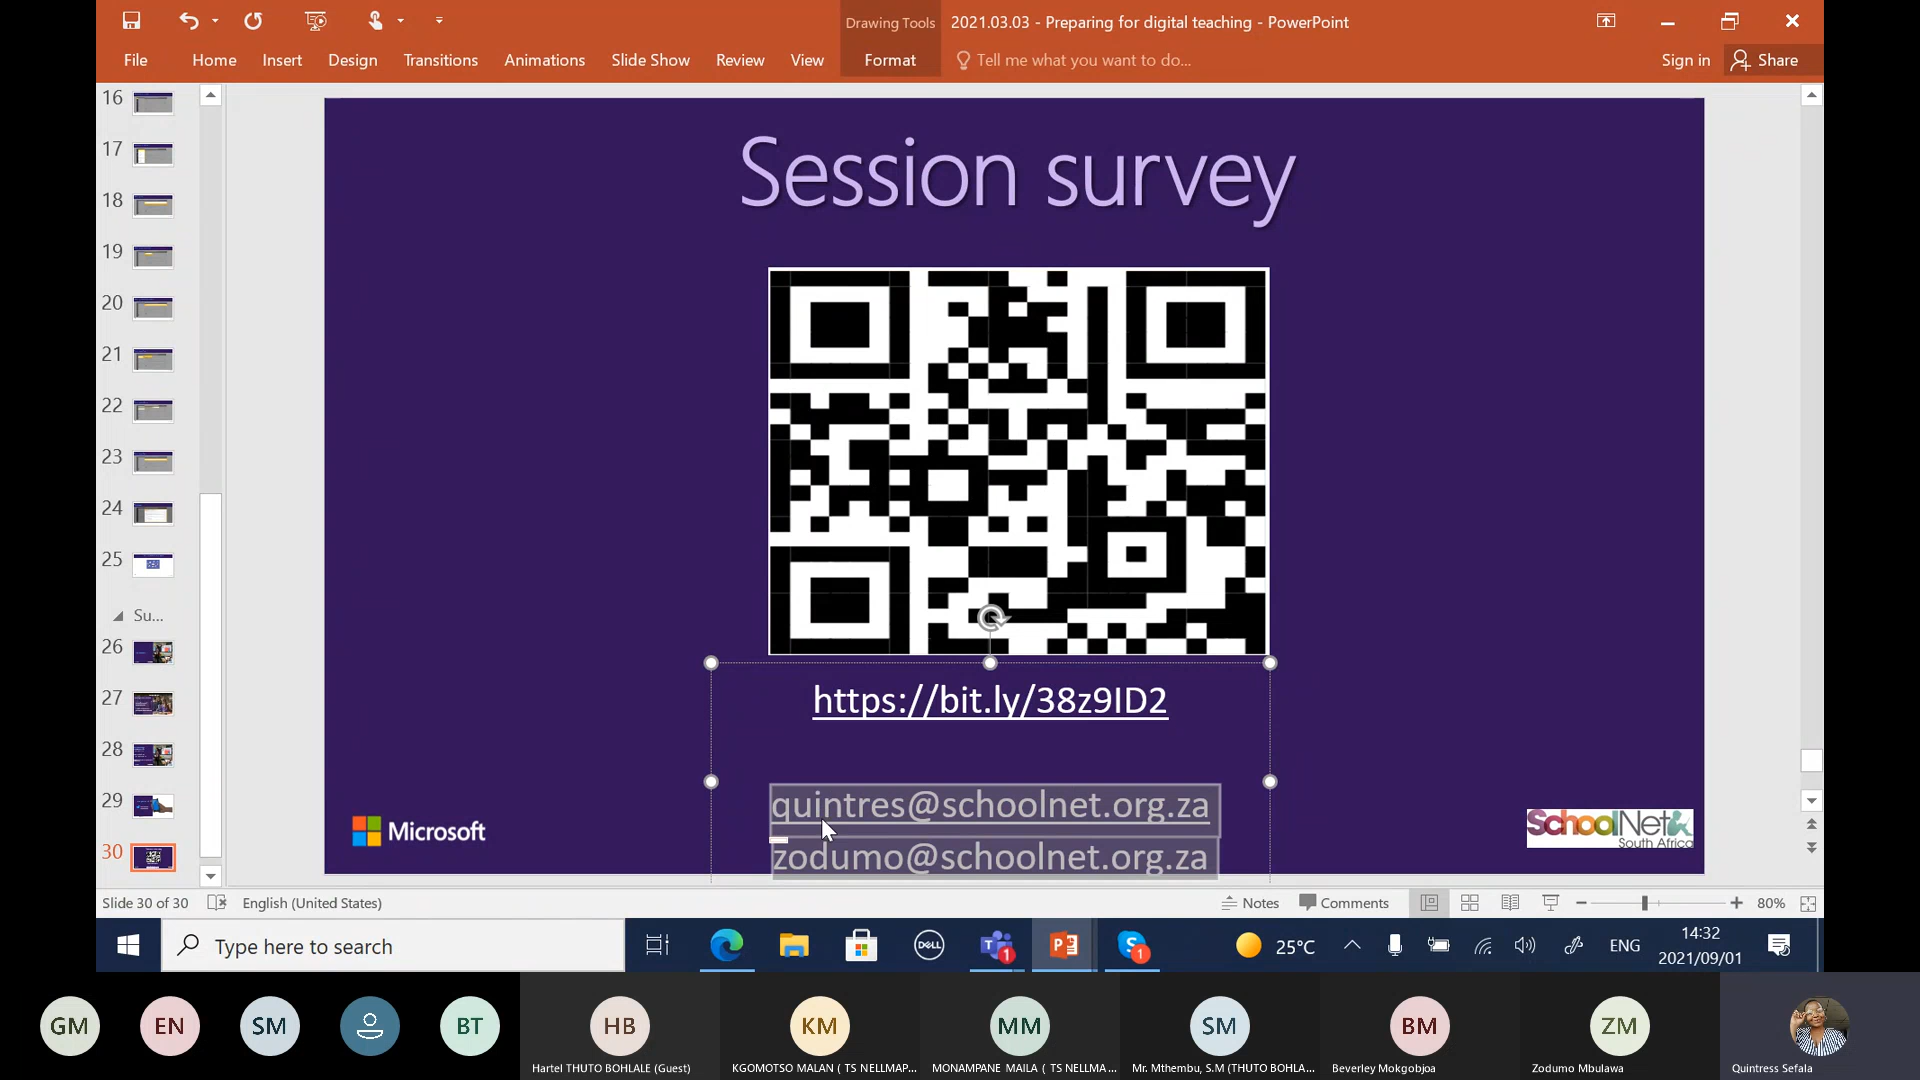 Drawing Tools
2021.03.03 - Preparing for digital teaching - PowerPoint
File
Home
Insert
Design
Transitions
Animations
Slide Show
Review
View
Format
Tell me what you want to do...
Sign in
Share
16
17
18
19
20
21
22
23
24
25
Su...
26
27
28
29
30
Session survey
https://bit.ly/38z9ID2
quintres@schoolnet.org.za
zodumo@schoolnet.org.za
Microsoft
SchoolNet
South Africa
Slide 30 of 30
English (United States)
Notes
Comments
80%
Type here to search
DELL
1
1
25°C
ENG
14:32
2021/09/01
GM
EN
SM
BT
HB
KM
MM
SM
BM
ZM
Hartel THUTO BOHLALE (Guest)
KGOMOTSO MALAN ( TS NELLMAP...
MONAMPANE MAILA ( TS NELLMA ...
Mr. Mthembu, S.M (THUTO BOHLA...
Beverley Mokgobjoa
Zodumo Mbulawa
Quintress Sefala